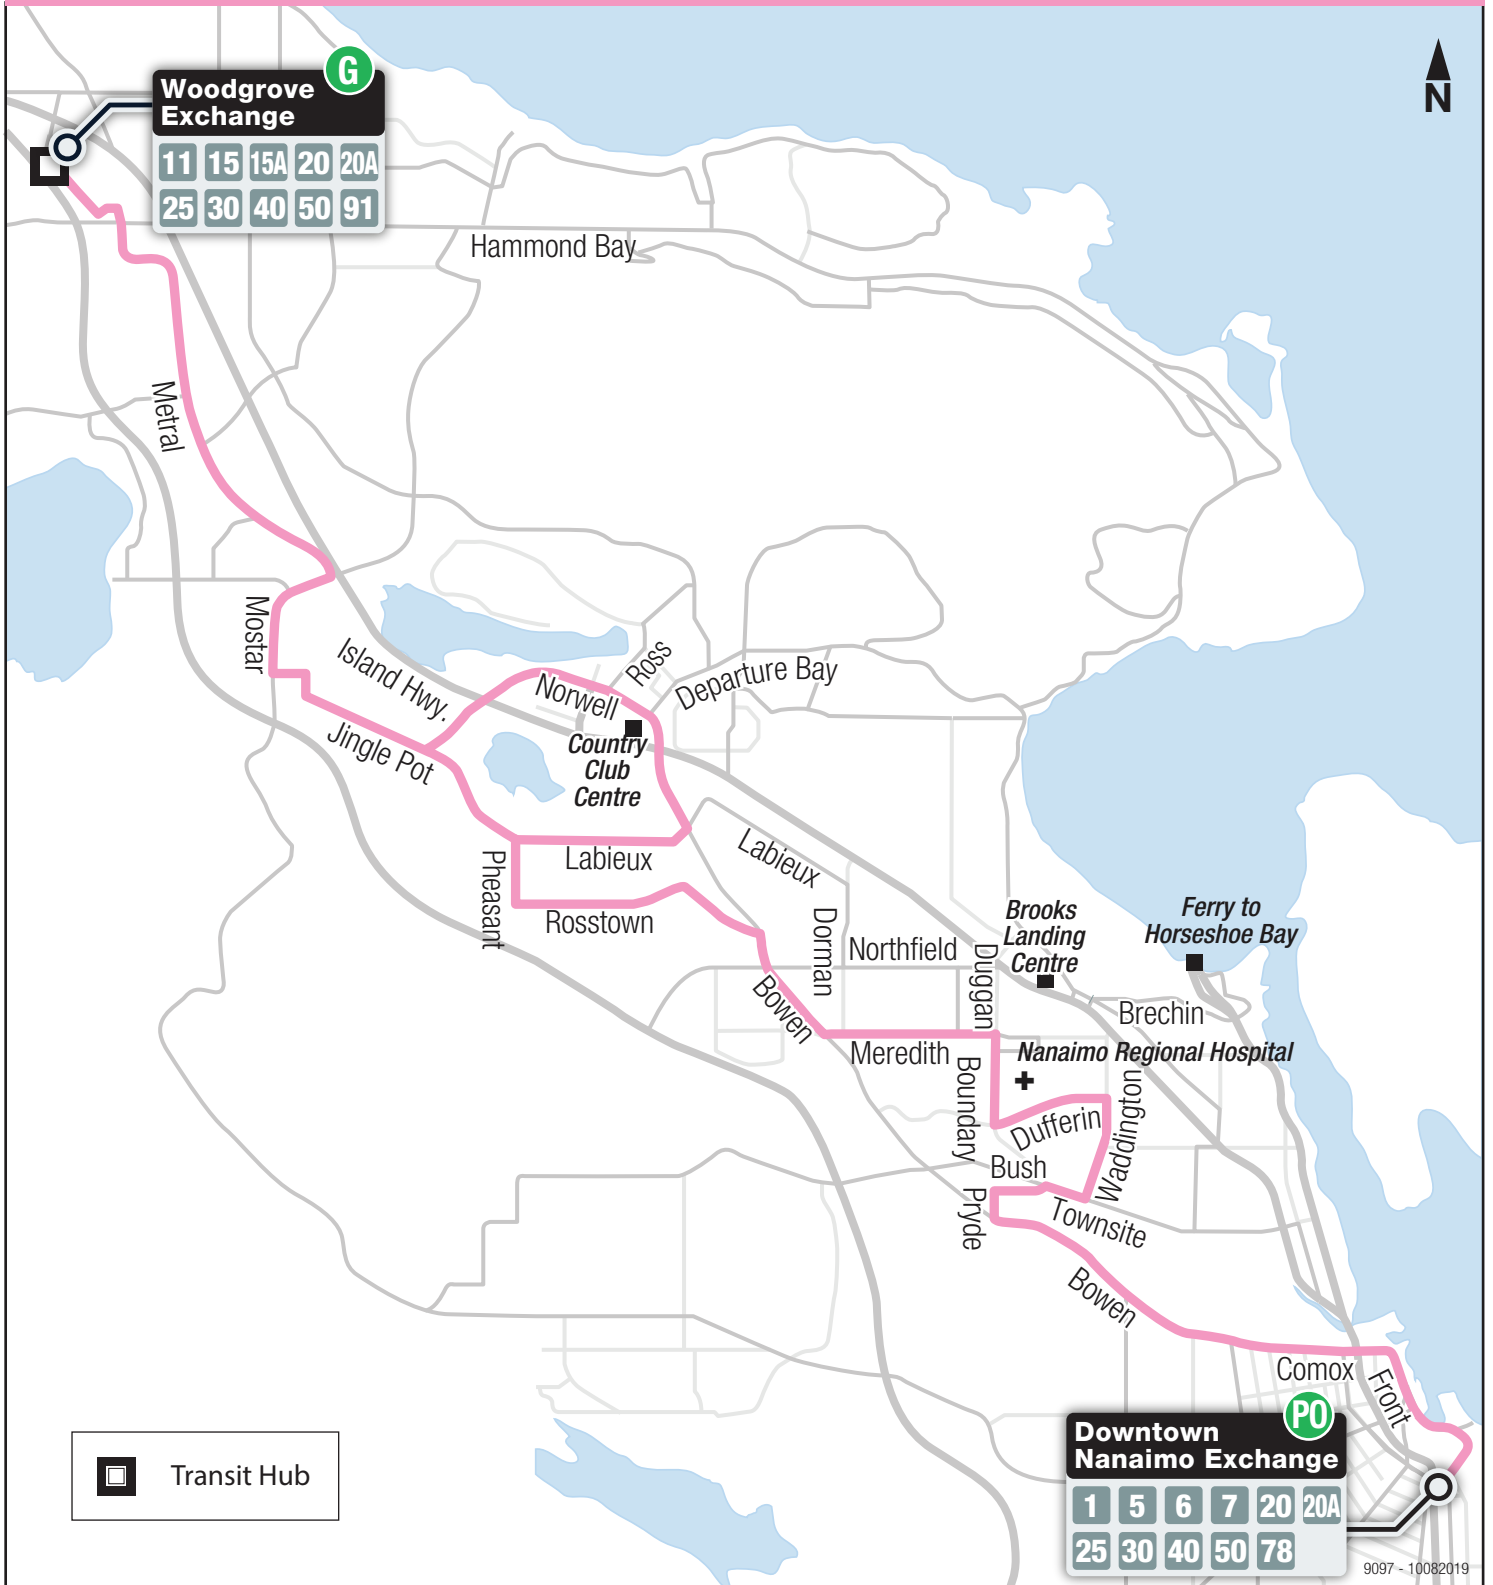 G
Woodgrove
Exchange
11 15 15A 20 20A
25 30 40 50 91
N
Hammond Bay
Metral
Mostar
Island Hwy.
Norwell
Ross
Departure Bay
Jingle Pot
Country
Club
Centre
Labieux
Labieux
Pheasant
Rosstown
Dorman
Northfield
Duggan
Brooks
Landing
Centre
Ferry to
Horseshoe Bay
Brechin
Bowen
Meredith
Boundary
Nanaimo Regional Hospital
Dufferin
Waddington
Bush
Pryde
Townsite
Bowen
Comox
Front
PO
Downtown
Nanaimo Exchange
1 5 6 7 20 20A
25 30 40 50 78
Transit Hub
9097 - 10082019